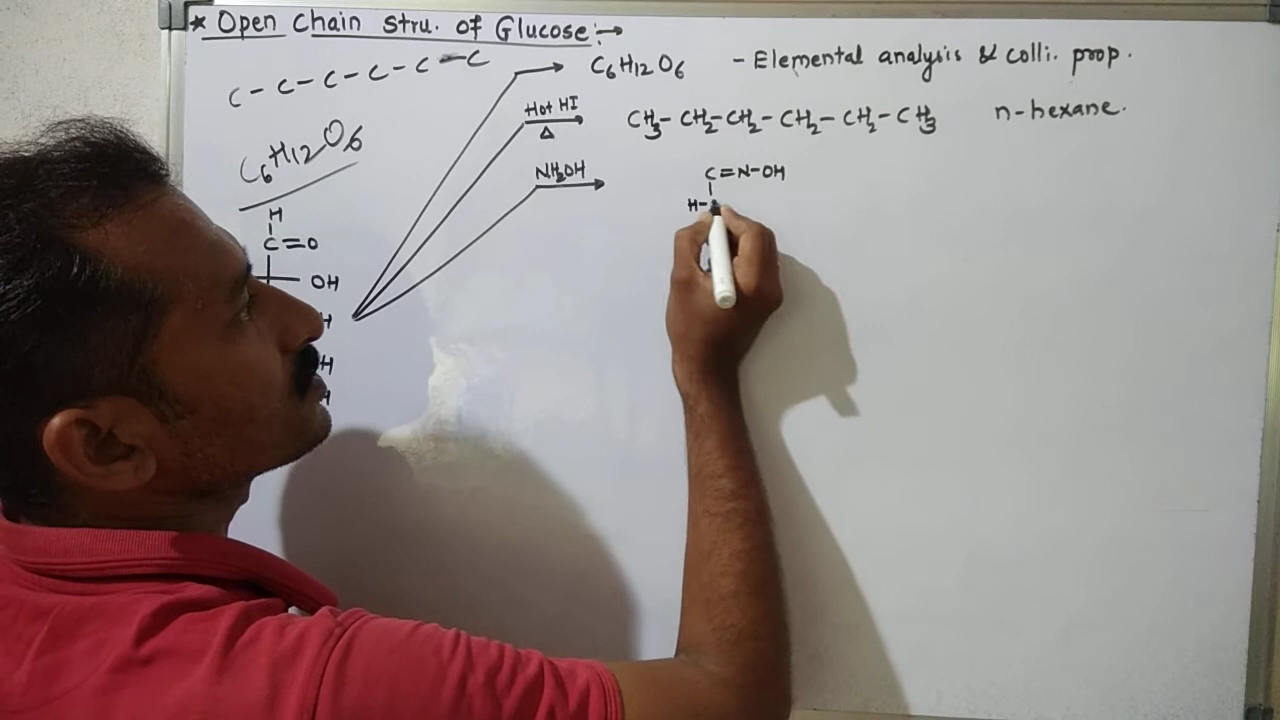 * Open Chain Stru. of Glucose:→
C-C-C-C-C-C
C6H12O6 - Elemental analysis & colli. prop.
Hot HI
Δ
CH3-CH2-CH2-CH2-CH2-CH3 n-hexane.
C6H12O6
NH2OH
C=N-OH
H-
H
C=O
OH
H
H
H